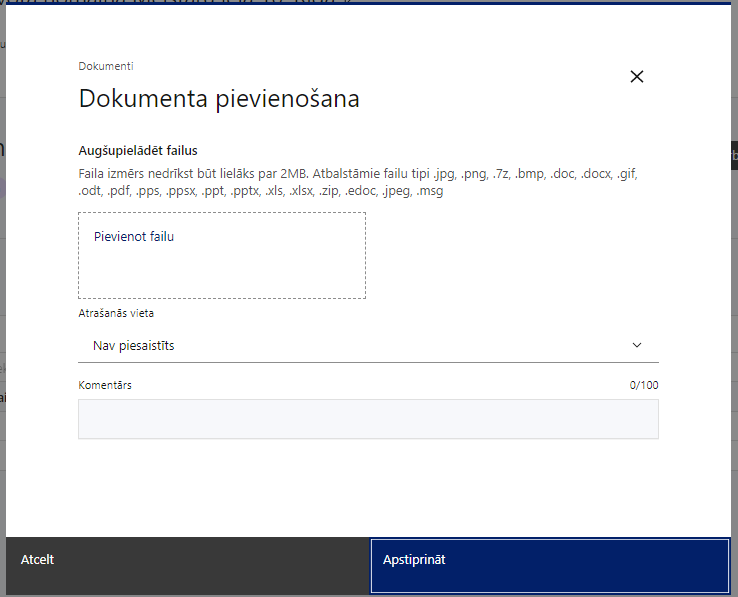 Dokumenti
Dokumenta pievienošana
Augšupielādēt failus
Faila izmērs nedrīkst būt lielāks par 2MB. Atbalstāmie failu tipi .jpg, .png, .7z, .bmp, .doc, .docx, .gif,
.odt, .pdf, .pps, .ppsx, .ppt, .pptx, .xls, .xlsx, .zip, .edoc, .jpeg, .msg
Pievienot failu
Atrašanās vieta
Nav piesaistīts
Komentārs 0/100
Atcelt Apstiprināt